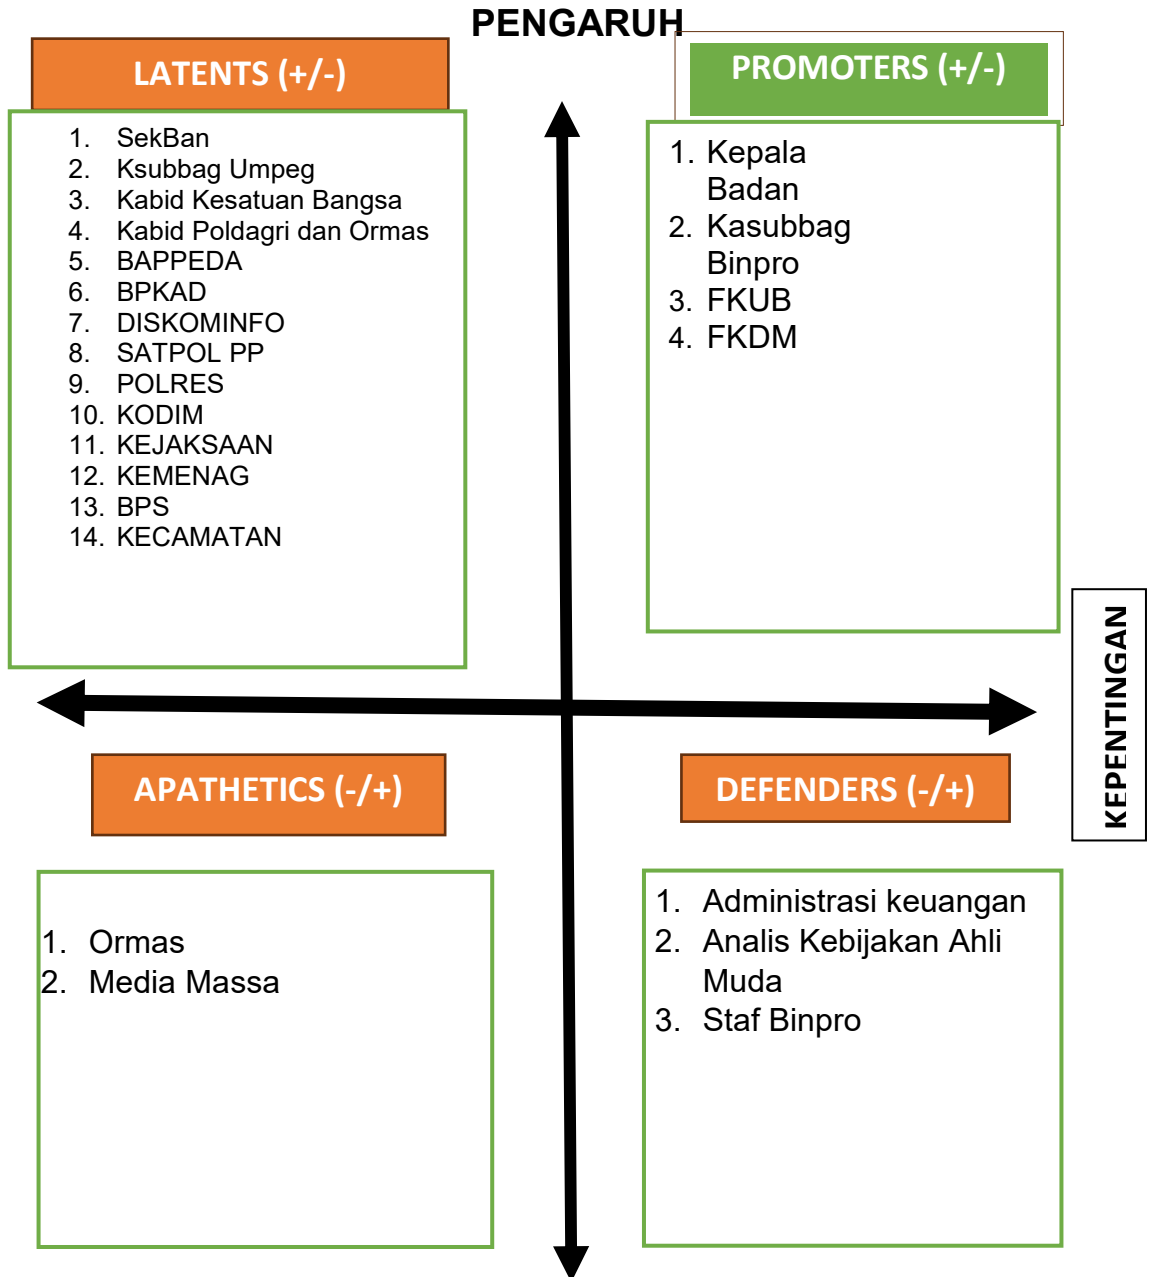 PENGARUH
LATENTS (+/-)
1. SekBan
2. Ksubbag Umpeg
3. Kabid Kesatuan Bangsa
4. Kabid Poldagri dan Ormas
5. BAPPEDA
6. BPKAD
7. DISKOMINFO
8. SATPOL PP
9. POLRES
10. KODIM
11. KEJAKSAAN
12. KEMENAG
13. BPS
14. KECAMATAN
PROMOTERS (+/-)
1. Kepala
Badan
2. Kasubbag
Binpro
3. FKUB
4. FKDM
KEPENTINGAN
APATHETICS (-/+)
1. Ormas
2. Media Massa
DEFENDERS (-/+)
1. Administrasi keuangan
2. Analis Kebijakan Ahli
Muda
3. Staf Binpro